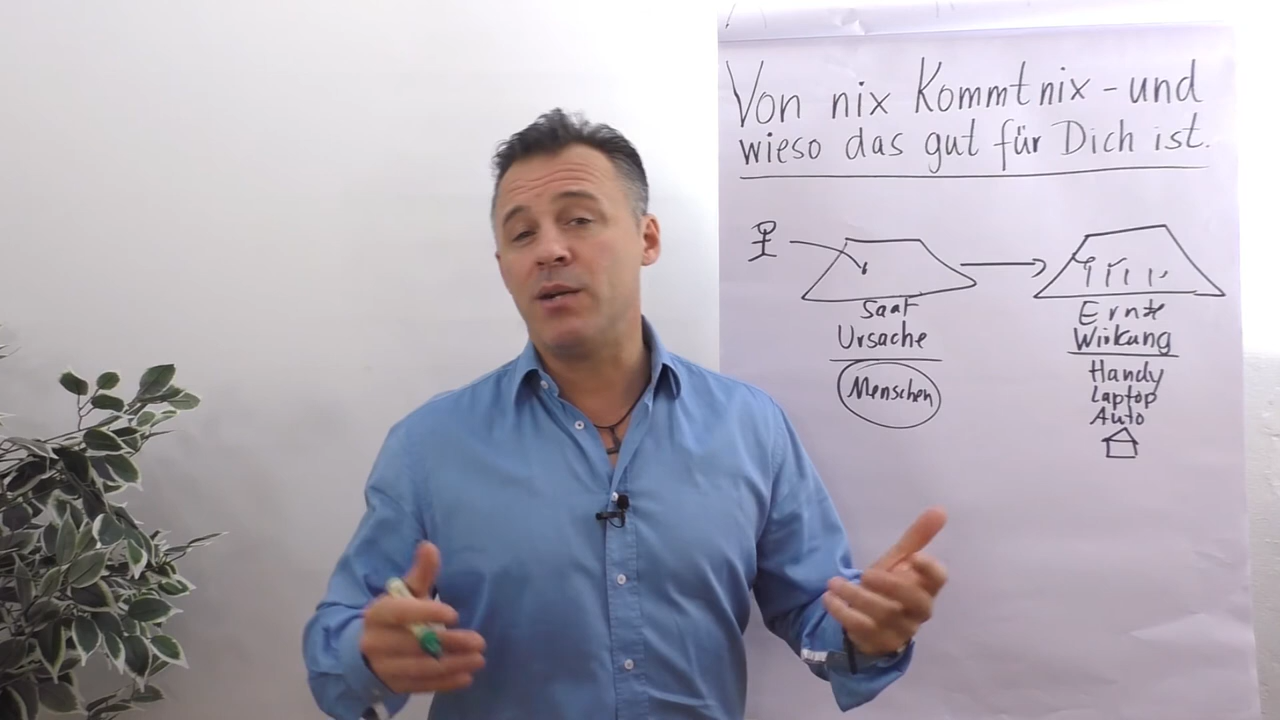 Von nix Kommt nix - und
wieso das gut für Dich ist.
Saat
Ursache
Menschen
Ernte
Wirkung
Handy
Laptop
Auto